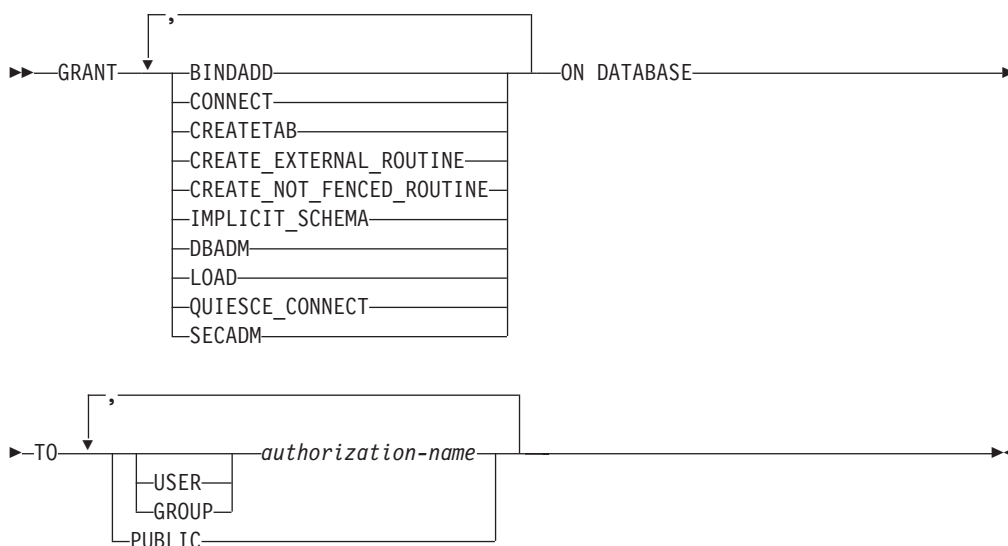 ,
GRANT BINDADD ON DATABASE
CONNECT
CREATETAB
CREATE_EXTERNAL_ROUTINE
CREATE_NOT_FENCED_ROUTINE
IMPLICIT_SCHEMA
DBADM
LOAD
QUIESCE_CONNECT
SECADM
,
TO authorization-name
USER
GROUP
PUBLIC